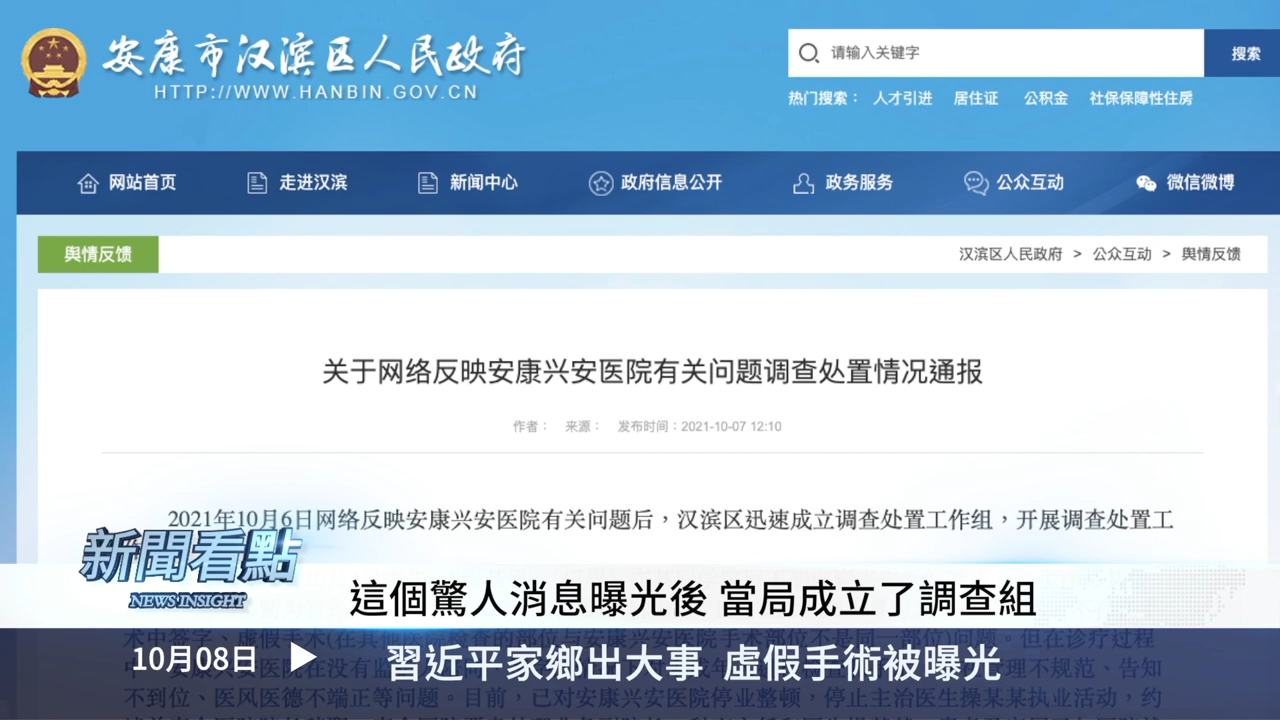 安康市汉滨区人民政府
HTTP://WWW.HANBIN.GOV.CN
请输入关键字
搜索
热门搜索： 人才引进 居住证 公积金 社保保障性住房
网站首页 走进汉滨 新闻中心 政府信息公开 政务服务 公众互动 微信微博
舆情反馈
汉滨区人民政府 > 公众互动 > 舆情反馈
关于网络反映安康兴安医院有关问题调查处置情况通报
作者： 来源： 发布时间：2021-10-07 12:10
2021年10月6日网络反映安康兴安医院有关问题后，汉滨区迅速成立调查处置工作组，开展调查处置工
新聞看點
NEWS INSIGHT
這個驚人消息曝光後 當局成立了調查組
10月08日
習近平家鄉出大事 虛假手術被曝光
不到位、医风医德不端正等问题。目前，已对安康兴安医院停业整顿，停止主治医生操某某执业活动，约